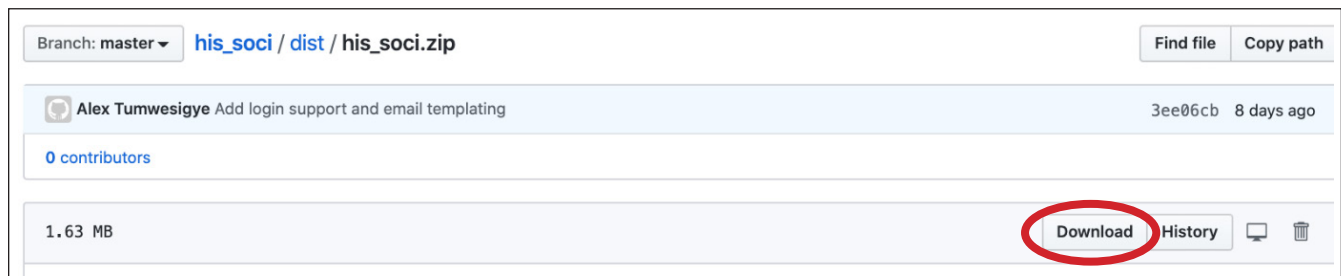 Branch: master his_soci / dist / his_soci.zip Find file Copy path
Alex Tumwesigye Add login support and email templating 3ee06cb 8 days ago
0 contributors
1.63 MB Download History